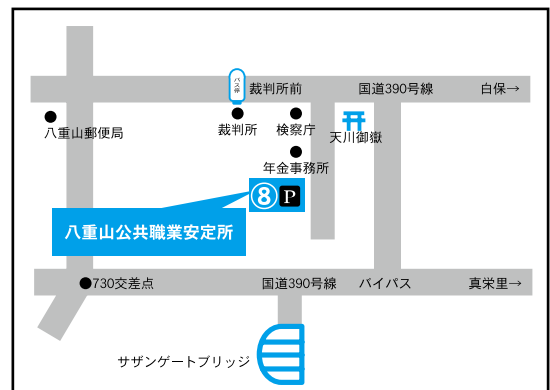 バス停
裁判所前
国道390号線
白保→
八重山郵便局
裁判所
検察庁
天川御嶽
年金事務所
⑧
P
八重山公共職業安定所
730交差点
国道390号線
バイパス
真栄里→
サザンゲートブリッジ